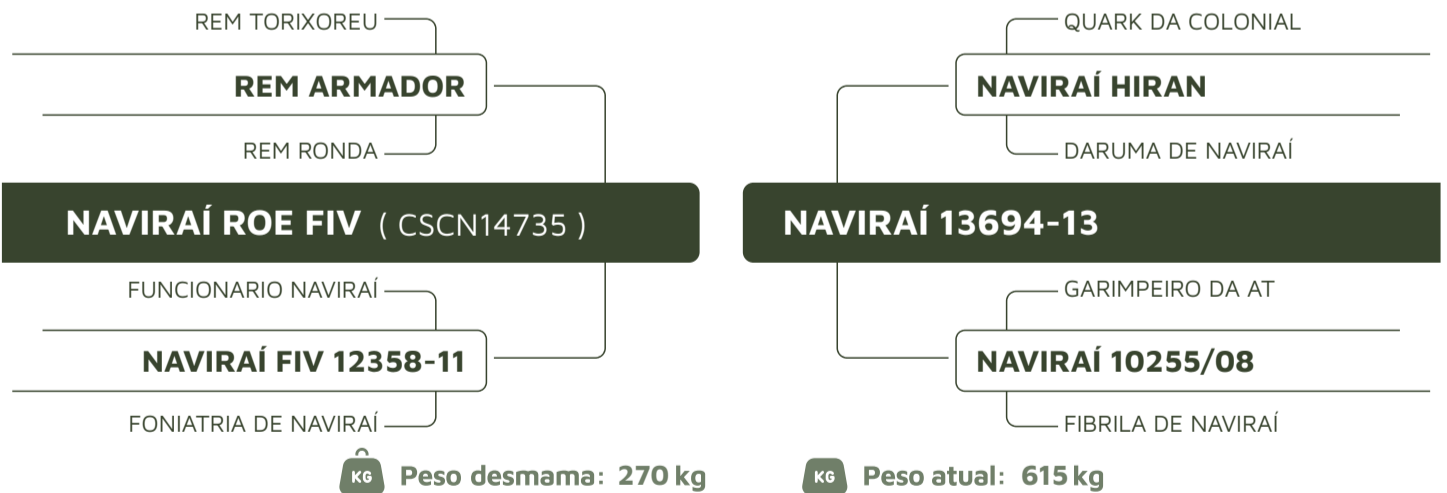 REM TORIXOREU
REM ARMADOR
REM RONDA
NAVIRAÍ ROE FIV ( CSCN14735 )
FUNCIONARIO NAVIRAÍ
NAVIRAÍ FIV 12358-11
FONIATRIA DE NAVIRAÍ
QUARK DA COLONIAL
NAVIRAÍ HIRAN
DARUMA DE NAVIRAÍ
NAVIRAÍ 13694-13
GARIMPEIRO DA AT
NAVIRAÍ 10255/08
FIBRILA DE NAVIRAÍ
KG Peso desmama: 270 kg
KG Peso atual: 615 kg